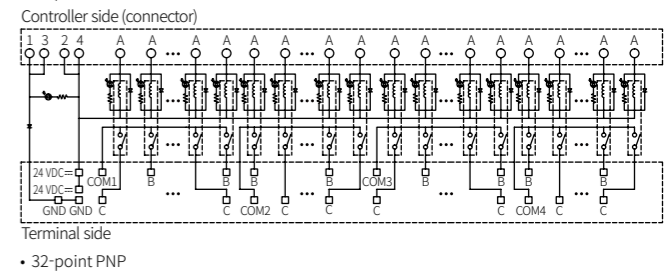 Controller side (connector)
1 3 2 4 A A ... A A A A ... A A A ... A A ... A A
... ... ... ...
24 VDC⎓ COM1 B B B COM3 B B B
24 VDC⎓ ... ... ... ...
GND GND C C COM2 C C C C COM4 C C
Terminal side
• 32-point PNP